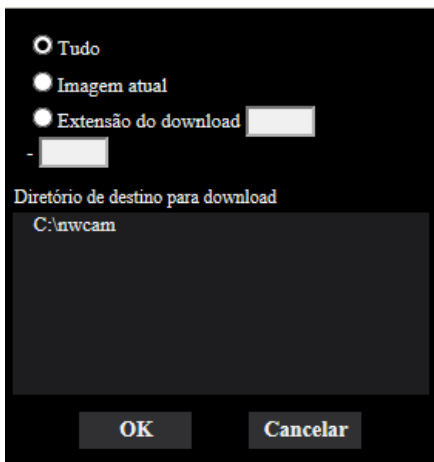 Tudo
Imagem atual
Extensão do download
-
Diretório de destino para download
C:\nwcam
OK Cancelar